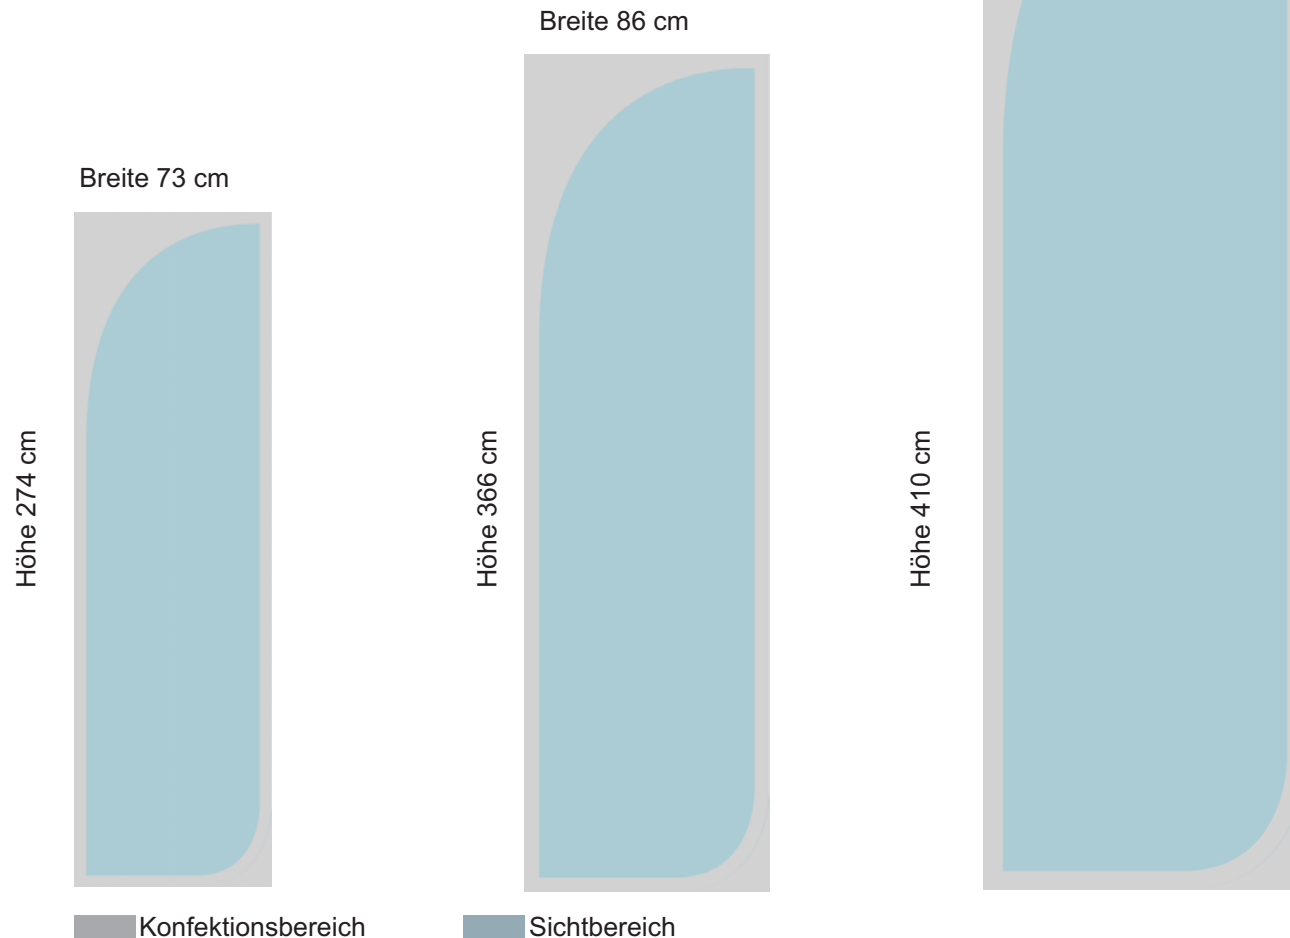 Breite 86 cm
Breite 73 cm
Höhe 274 cm
Höhe 366 cm
Höhe 410 cm
Konfektionsbereich
Sichtbereich